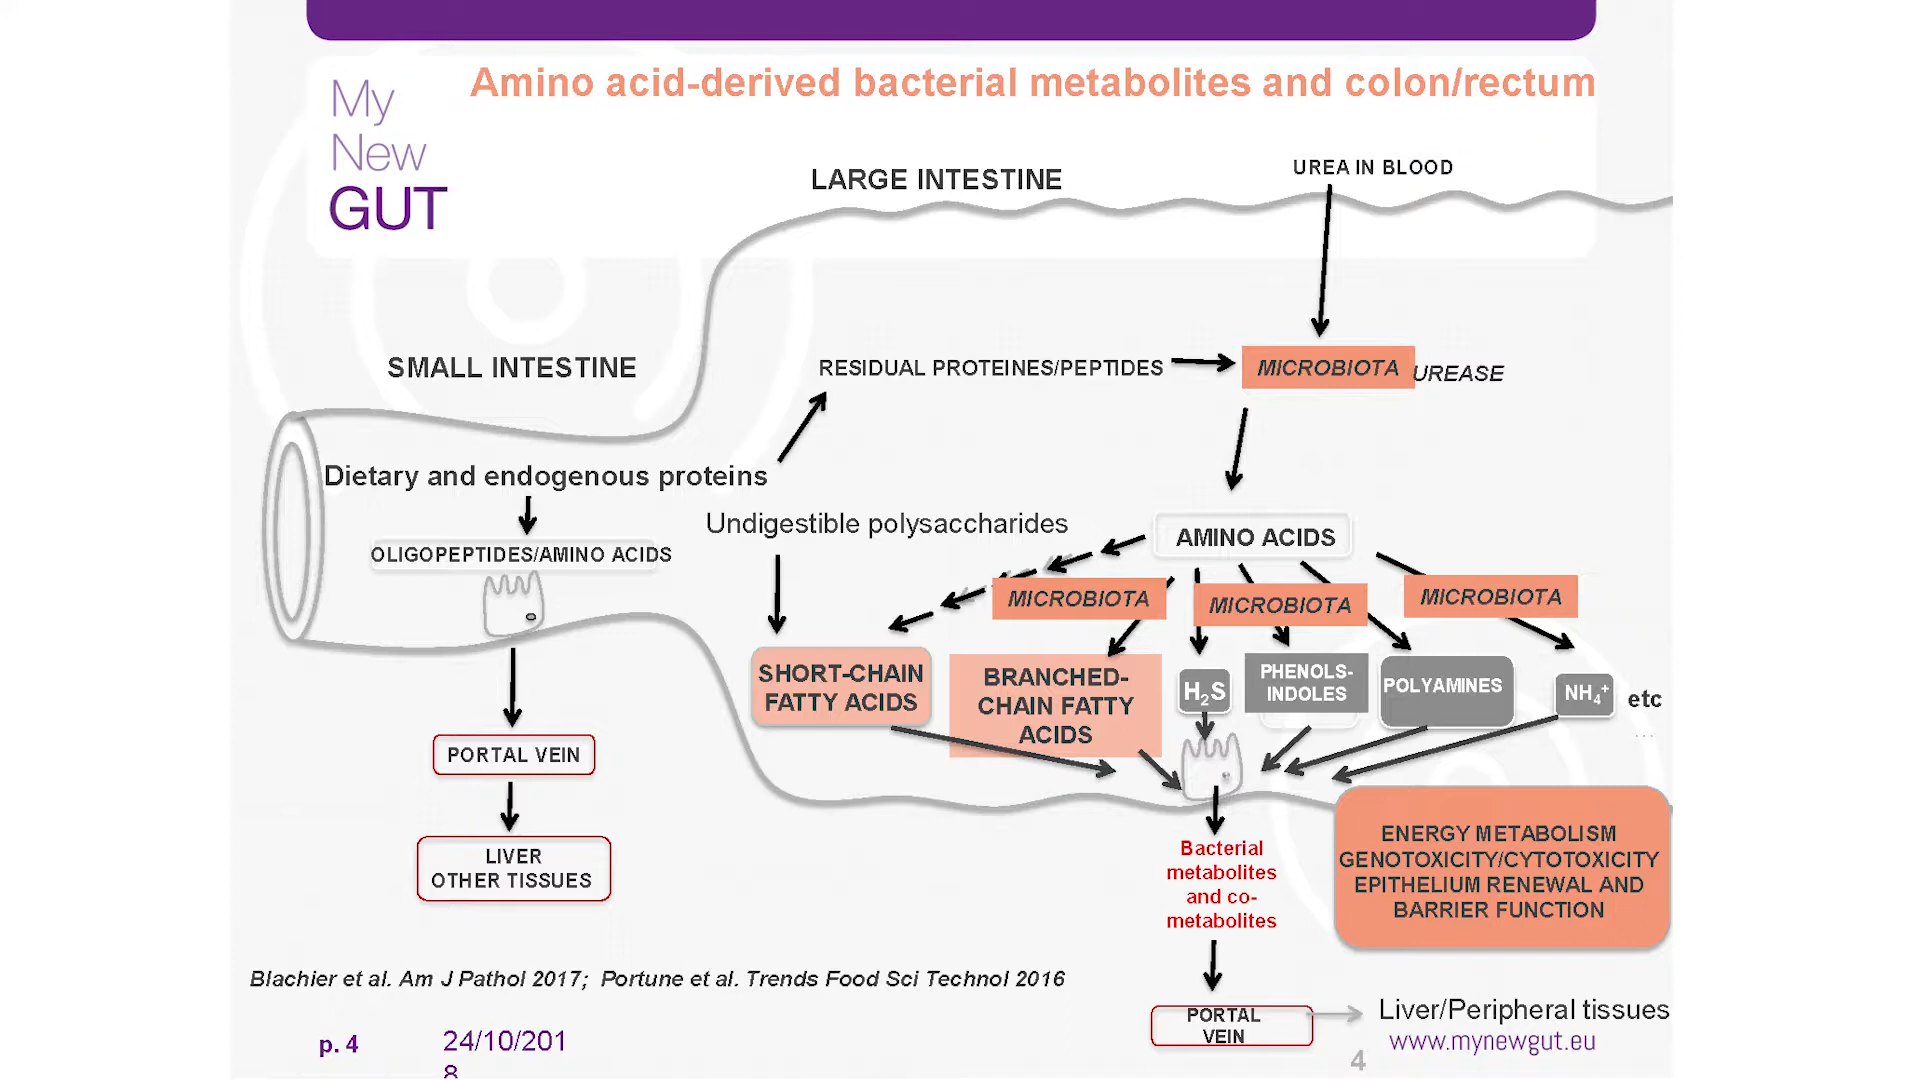 Amino acid-derived bacterial metabolites and colon/rectum
My
New
GUT
LARGE INTESTINE
UREA IN BLOOD
SMALL INTESTINE
RESIDUAL PROTEINES/PEPTIDES
MICROBIOTA
UREASE
Dietary and endogenous proteins
Undigestible polysaccharides
AMINO ACIDS
OLIGOPEPTIDES/AMINO ACIDS
MICROBIOTA
MICROBIOTA
MICROBIOTA
SHORT-CHAIN
FATTY ACIDS
BRANCHED-
CHAIN FATTY
ACIDS
H₂S
PHENOLS-
INDOLES
POLYAMINES
NH₄⁺
etc
...
PORTAL VEIN
LIVER
OTHER TISSUES
Bacterial
metabolites
and co-
metabolites
ENERGY METABOLISM
GENOTOXICITY/CYTOTOXICITY
EPITHELIUM RENEWAL AND
BARRIER FUNCTION
Blachier et al. Am J Pathol 2017; Portune et al. Trends Food Sci Technol 2016
PORTAL
VEIN
Liver/Peripheral tissues
p. 4
24/10/201
8
www.mynewgut.eu
4